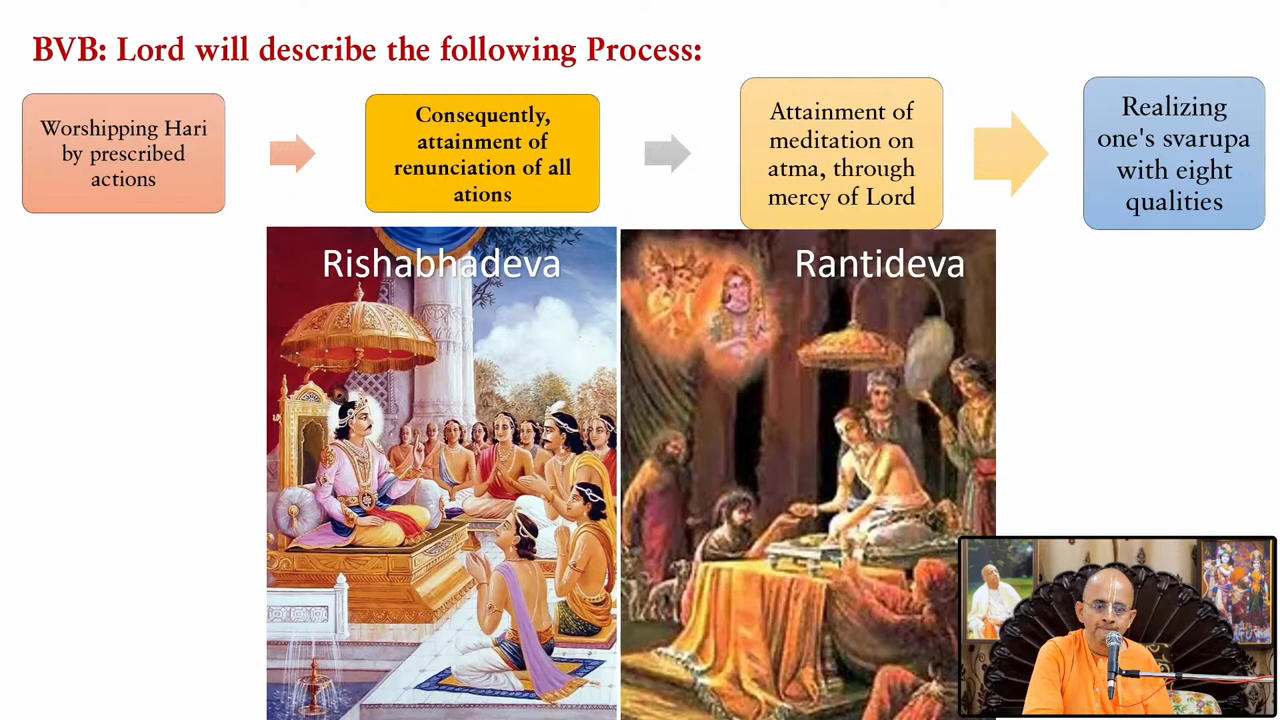 BVB: Lord will describe the following Process:
Worshipping Hari
by prescribed
actions
Consequently,
attainment of
renunciation of all
ations
Attainment of
meditation on
atma, through
mercy of Lord
Realizing
one's svarupa
with eight
qualities
Rishabhadeva
Rantideva